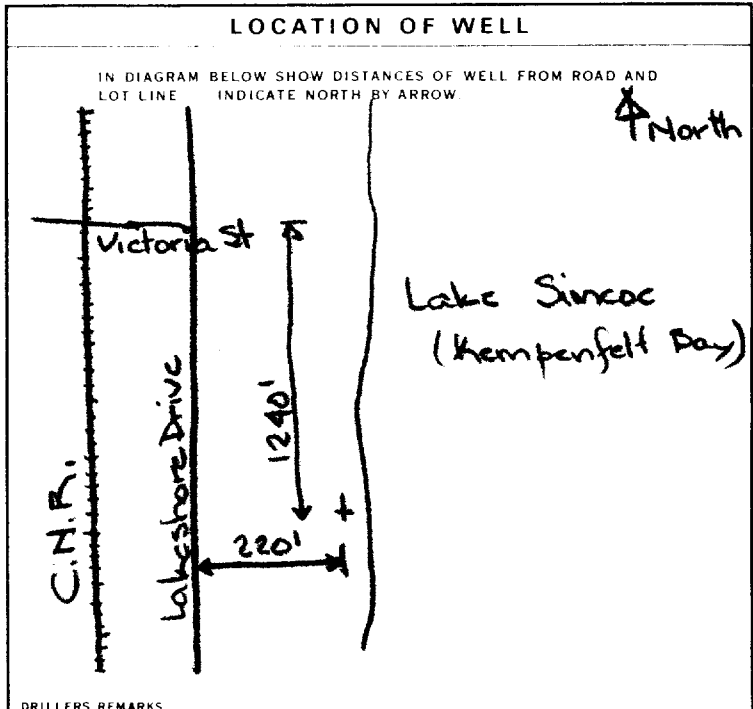 LOCATION OF WELL
IN DIAGRAM BELOW SHOW DISTANCES OF WELL FROM ROAD AND
LOT LINE INDICATE NORTH BY ARROW.
North
Victoria St
Lake Simcoe
(Kempenfelt Bay)
1240'
Lakeshore Drive
C.N.R.
220'
DRILLERS REMARKS